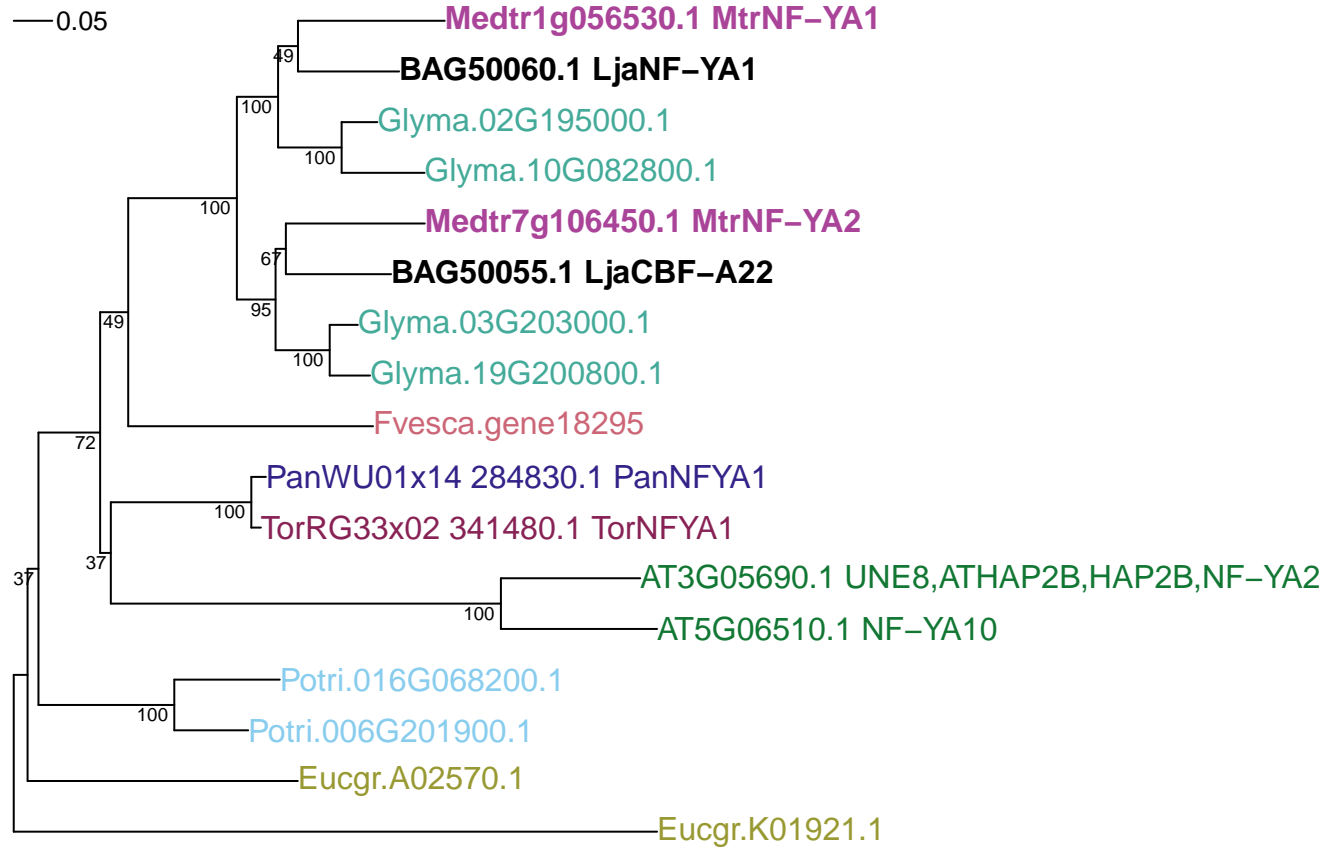 0.05
Medtr1g056530.1 MtrNF−YA1
49
BAG50060.1 LjaNF−YA1
100
Glyma.02G195000.1
100
Glyma.10G082800.1
100
Medtr7g106450.1 MtrNF−YA2
67
BAG50055.1 LjaCBF−A22
95
Glyma.03G203000.1
49
100
Glyma.19G200800.1
Fvesca.gene18295
72
PanWU01x14 284830.1 PanNFYA1
100
TorRG33x02 341480.1 TorNFYA1
37
37
AT3G05690.1 UNE8,ATHAP2B,HAP2B,NF−YA2
100
AT5G06510.1 NF−YA10
Potri.016G068200.1
100
Potri.006G201900.1
Eucgr.A02570.1
Eucgr.K01921.1